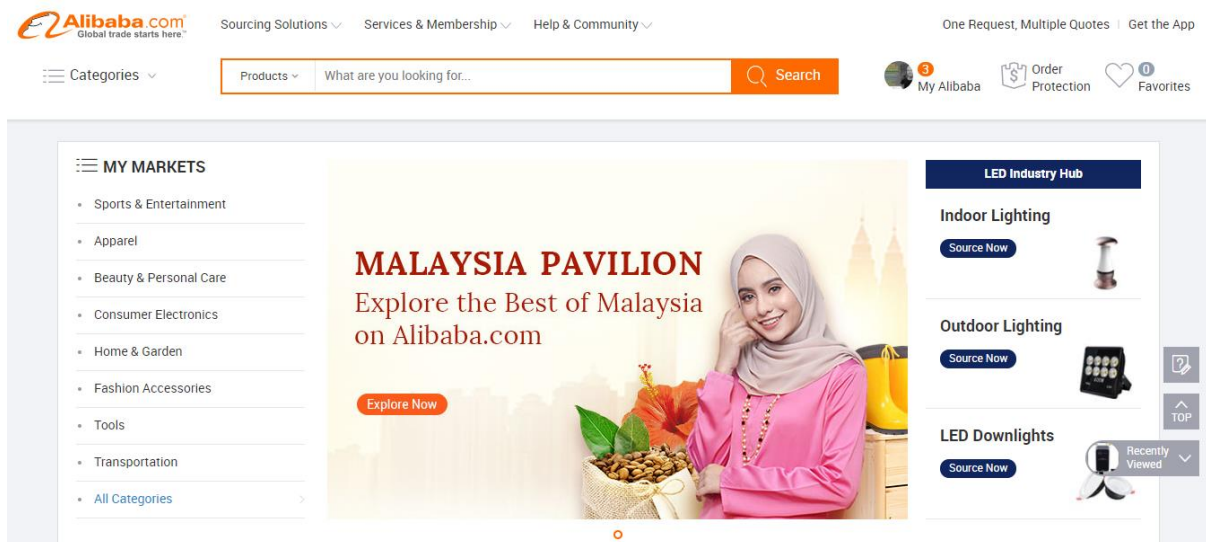 Alibaba.com
Global trade starts here.™
Sourcing Solutions
Services & Membership
Help & Community
One Request, Multiple Quotes
Get the App
Categories
Products
What are you looking for...
Search
3
My Alibaba
$
Order
Protection
0
Favorites
MY MARKETS
Sports & Entertainment
Apparel
Beauty & Personal Care
Consumer Electronics
Home & Garden
Fashion Accessories
Tools
Transportation
All Categories
MALAYSIA PAVILION
Explore the Best of Malaysia
on Alibaba.com
Explore Now
LED Industry Hub
Indoor Lighting
Source Now
Outdoor Lighting
Source Now
LED Downlights
Source Now
?
TOP
Recently
Viewed